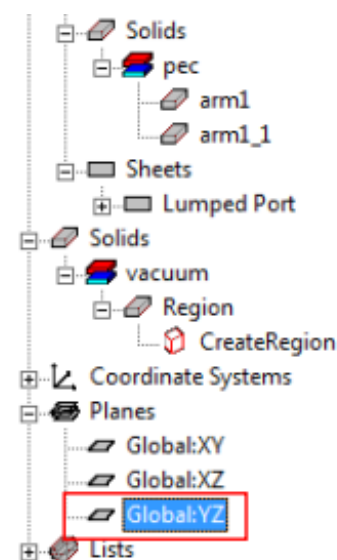 Solids
pec
arm1
arm1_1
Sheets
Lumped Port
Solids
vacuum
Region
CreateRegion
Coordinate Systems
Planes
Global:XY
Global:XZ
Global:YZ
Lists